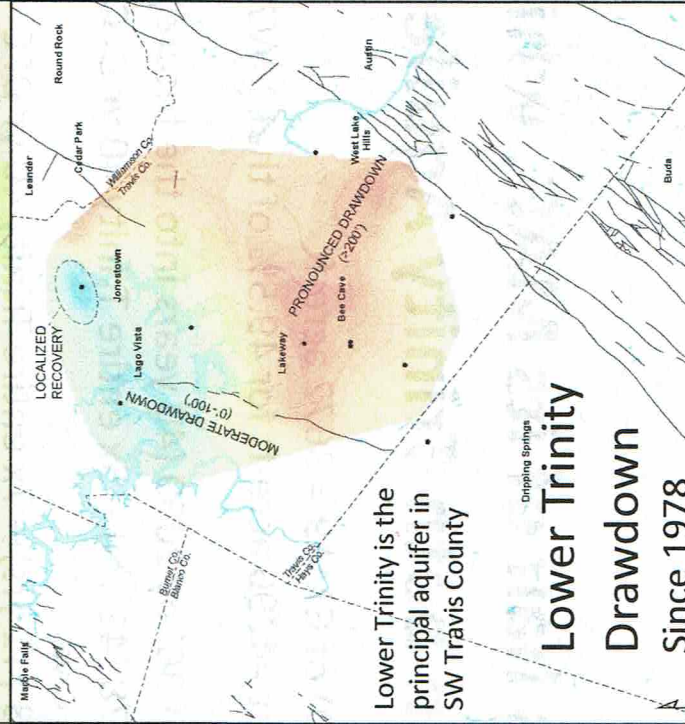 Round Rock
Leander
Cedar Park
Williamson Co.
Travis Co.
Austin
West Lake
Hills
Buda
LOCALIZED
RECOVERY
Jonestown
Lago Vista
MODERATE DRAWDOWN
(0'-100')
PRONOUNCED DRAWDOWN
(>200')
Lakeway
Bee Cave
Dripping Springs
Marble Falls
Burnet Co.
Blanco Co.
Travis Co.
Hays Co.
Lower Trinity is the
principal aquifer in
SW Travis County
Lower Trinity
Drawdown
Since 1978